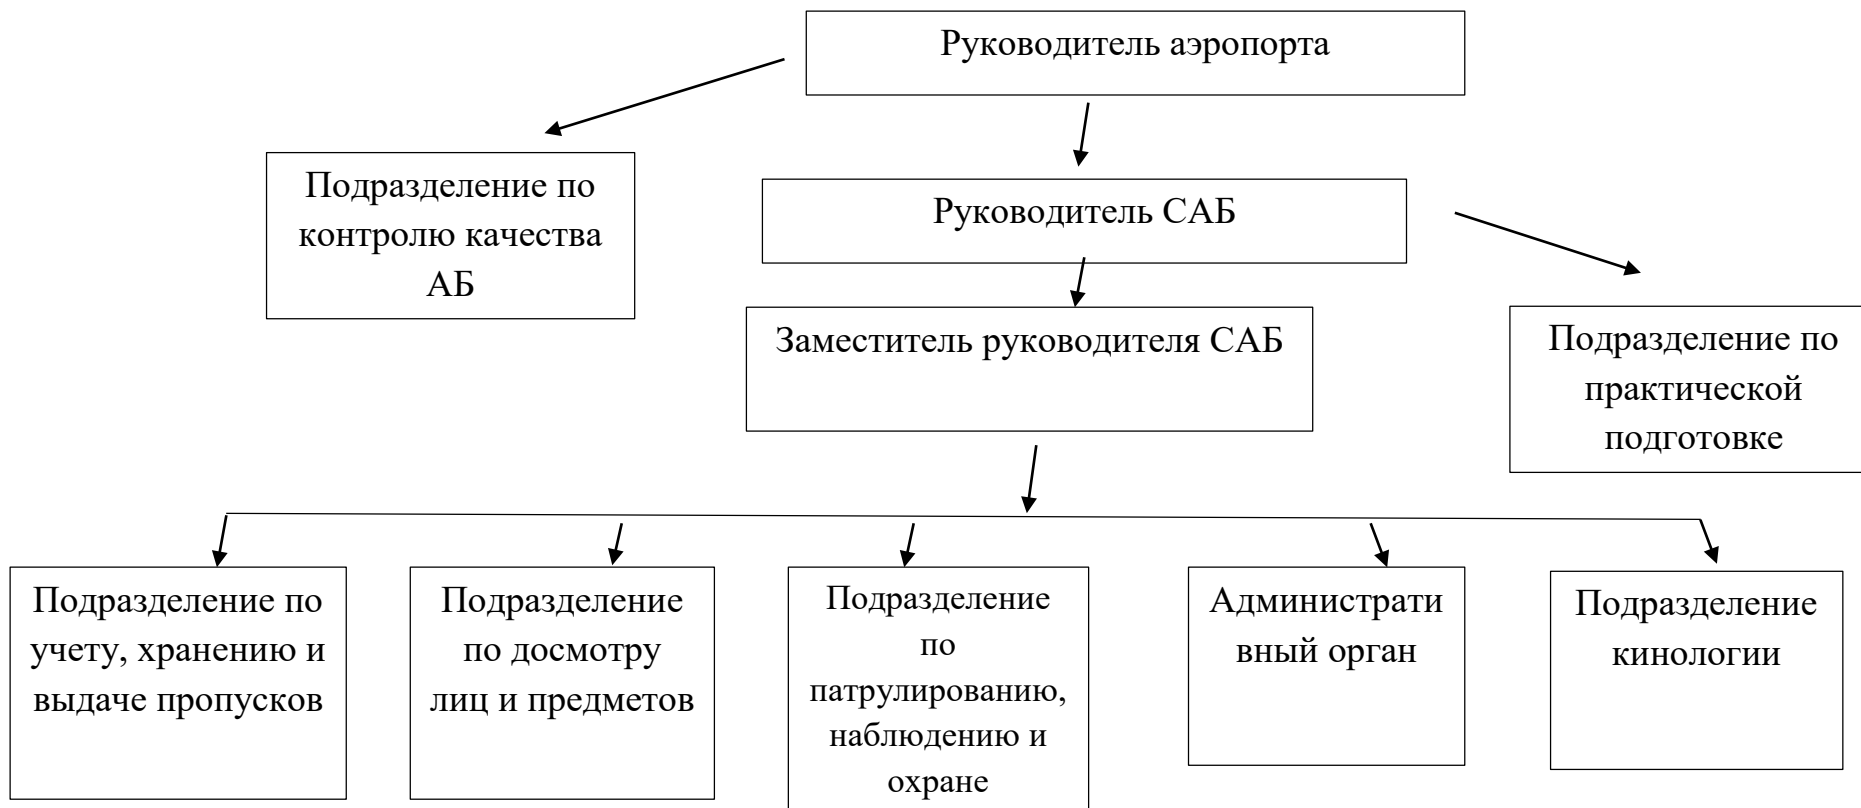 Руководитель аэропорта
Подразделение по
контролю качества
АБ
Руководитель САБ
Заместитель руководителя САБ
Подразделение по
практической
подготовке
Подразделение по
учету, хранению и
выдаче пропусков
Подразделение
по досмотру
лиц и предметов
Подразделение
по
патрулированию,
наблюдению и
охране
Администрати
вный орган
Подразделение
кинологии